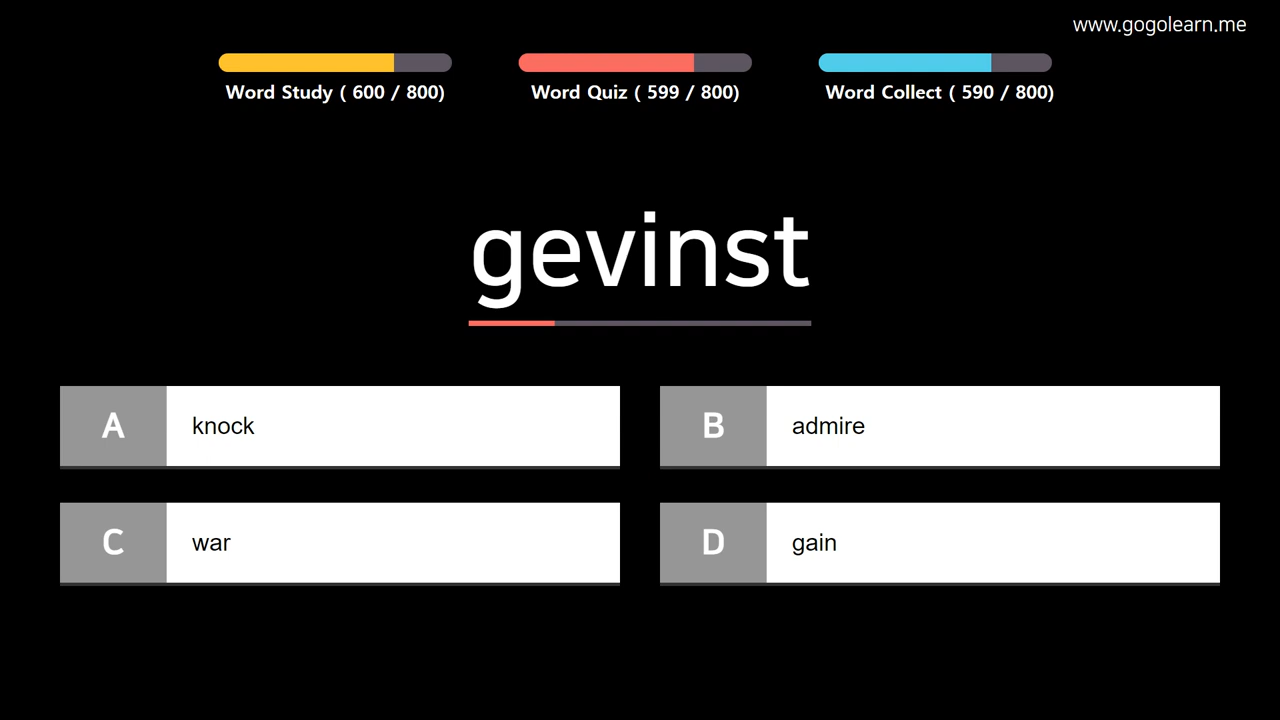 www.gogolearn.me
Word Study ( 600 / 800)
Word Quiz ( 599 / 800)
Word Collect ( 590 / 800)
gevinst
A knock
B admire
C war
D gain